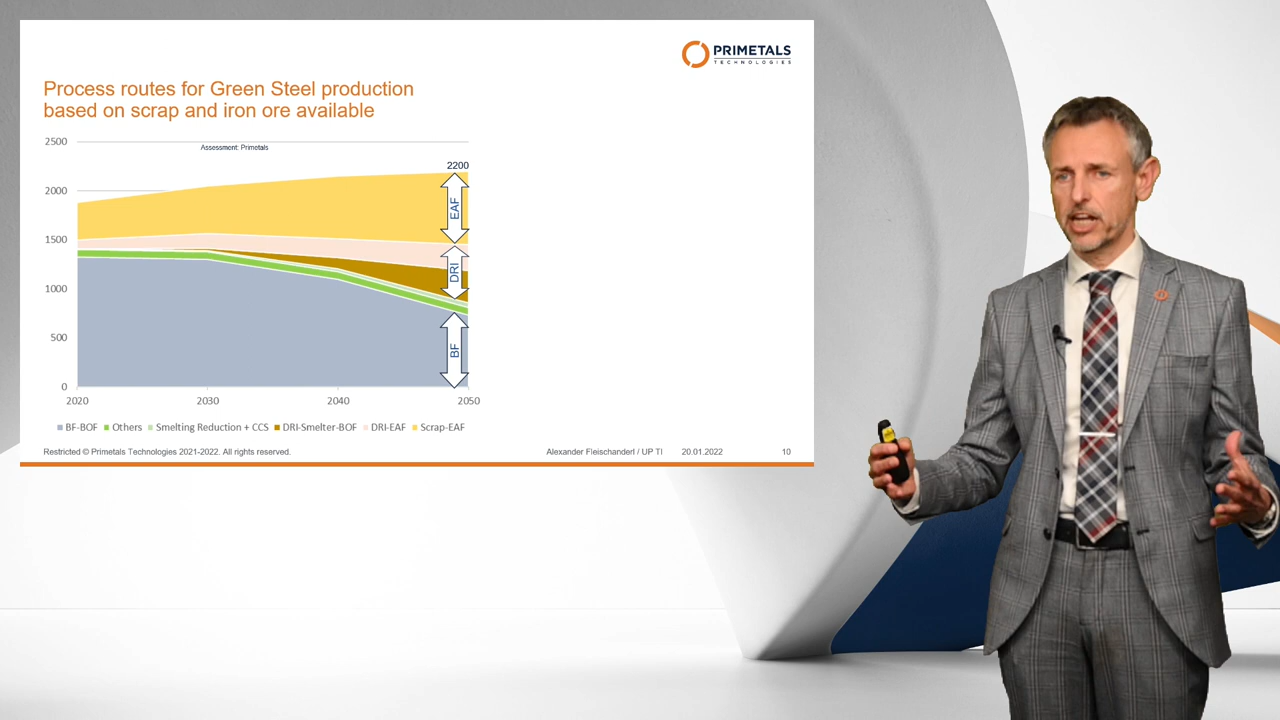 PRIMETALS
TECHNOLOGIES
Process routes for Green Steel production
based on scrap and iron ore available
2500
2000
1500
1000
500
0
Assessment: Primetals
2200
EAF
DRI
BF
2020 2030 2040 2050
BF-BOF Others Smelting Reduction + CCS DRI-Smelter-BOF DRI-EAF Scrap-EAF
Restricted © Primetals Technologies 2021-2022. All rights reserved. Alexander Fleischanderl / UP TI 20.01.2022 10